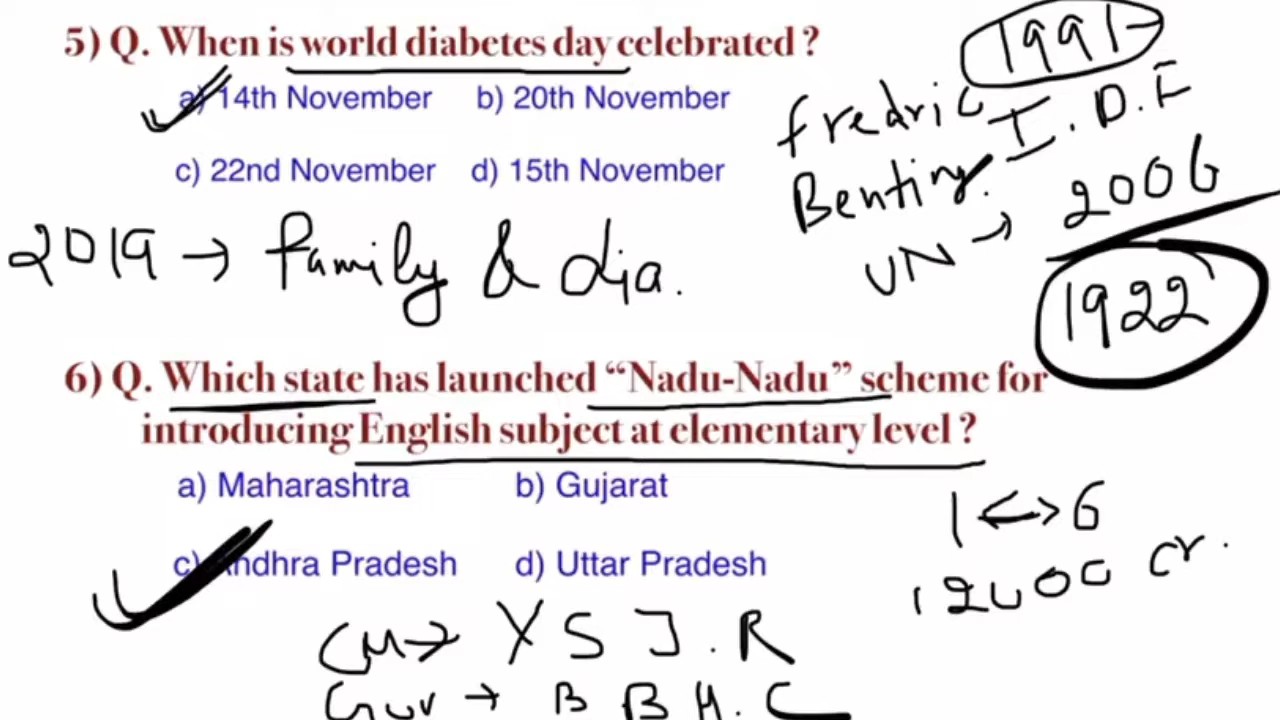 5) Q. When is world diabetes day celebrated ?
a) 14th November b) 20th November
c) 22nd November d) 15th November
1991
fredric I.D.F
Benting.
UN → 2006
1922
2019 → family & dia.
6) Q. Which state has launched “Nadu-Nadu” scheme for
introducing English subject at elementary level ?
a) Maharashtra b) Gujarat
c) Andhra Pradesh d) Uttar Pradesh
1 <-> 6
12000 cr.
CM → Y S J . R
Guv → B B H. C